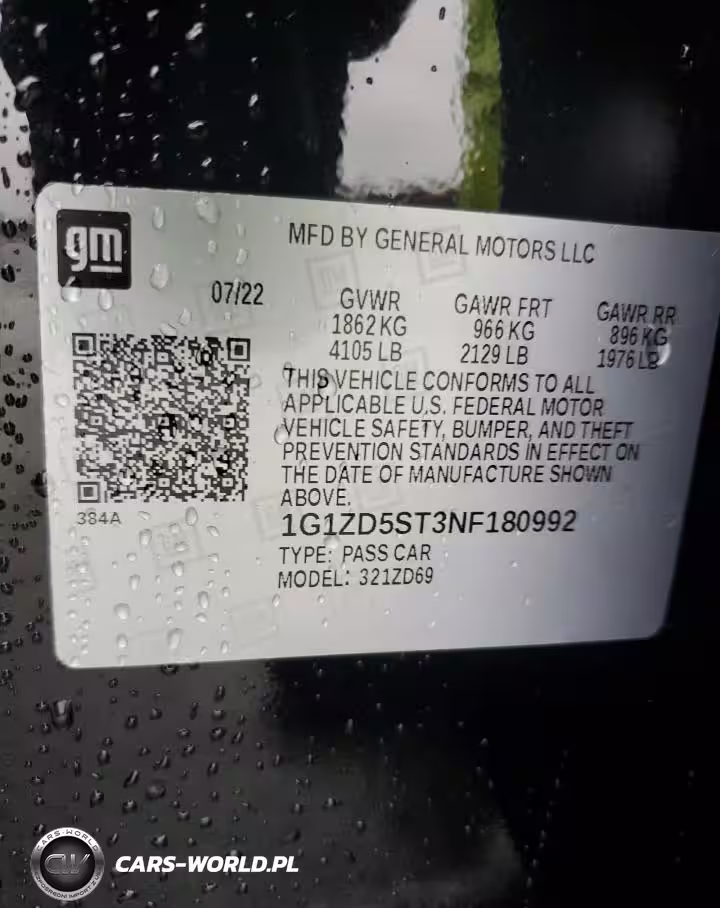 gm
MFD BY GENERAL MOTORS LLC
07/22
GVWR GAWR FRT GAWR RR
1862 KG 966 KG 896 KG
4105 LB 2129 LB 1976 LB
THIS VEHICLE CONFORMS TO ALL
APPLICABLE U.S. FEDERAL MOTOR
VEHICLE SAFETY, BUMPER, AND THEFT
PREVENTION STANDARDS IN EFFECT ON
THE DATE OF MANUFACTURE SHOWN
ABOVE.
384A
1G1ZD5ST3NF180992
TYPE: PASS CAR
MODEL: 321ZD69
CARS-WORLD
CW
CARS-WORLD.PL